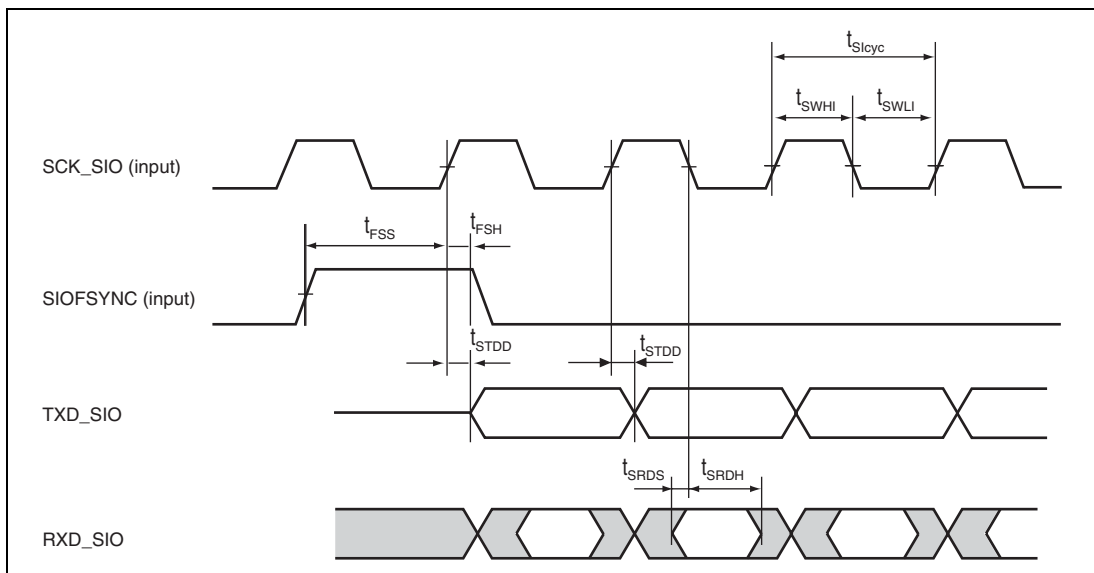 tSIcyc
tSWHI tSWLI
SCK_SIO (input)
tFSS tFSH
SIOFSYNC (input)
tSTDD tSTDD
TXD_SIO
tSRDS tSRDH
RXD_SIO